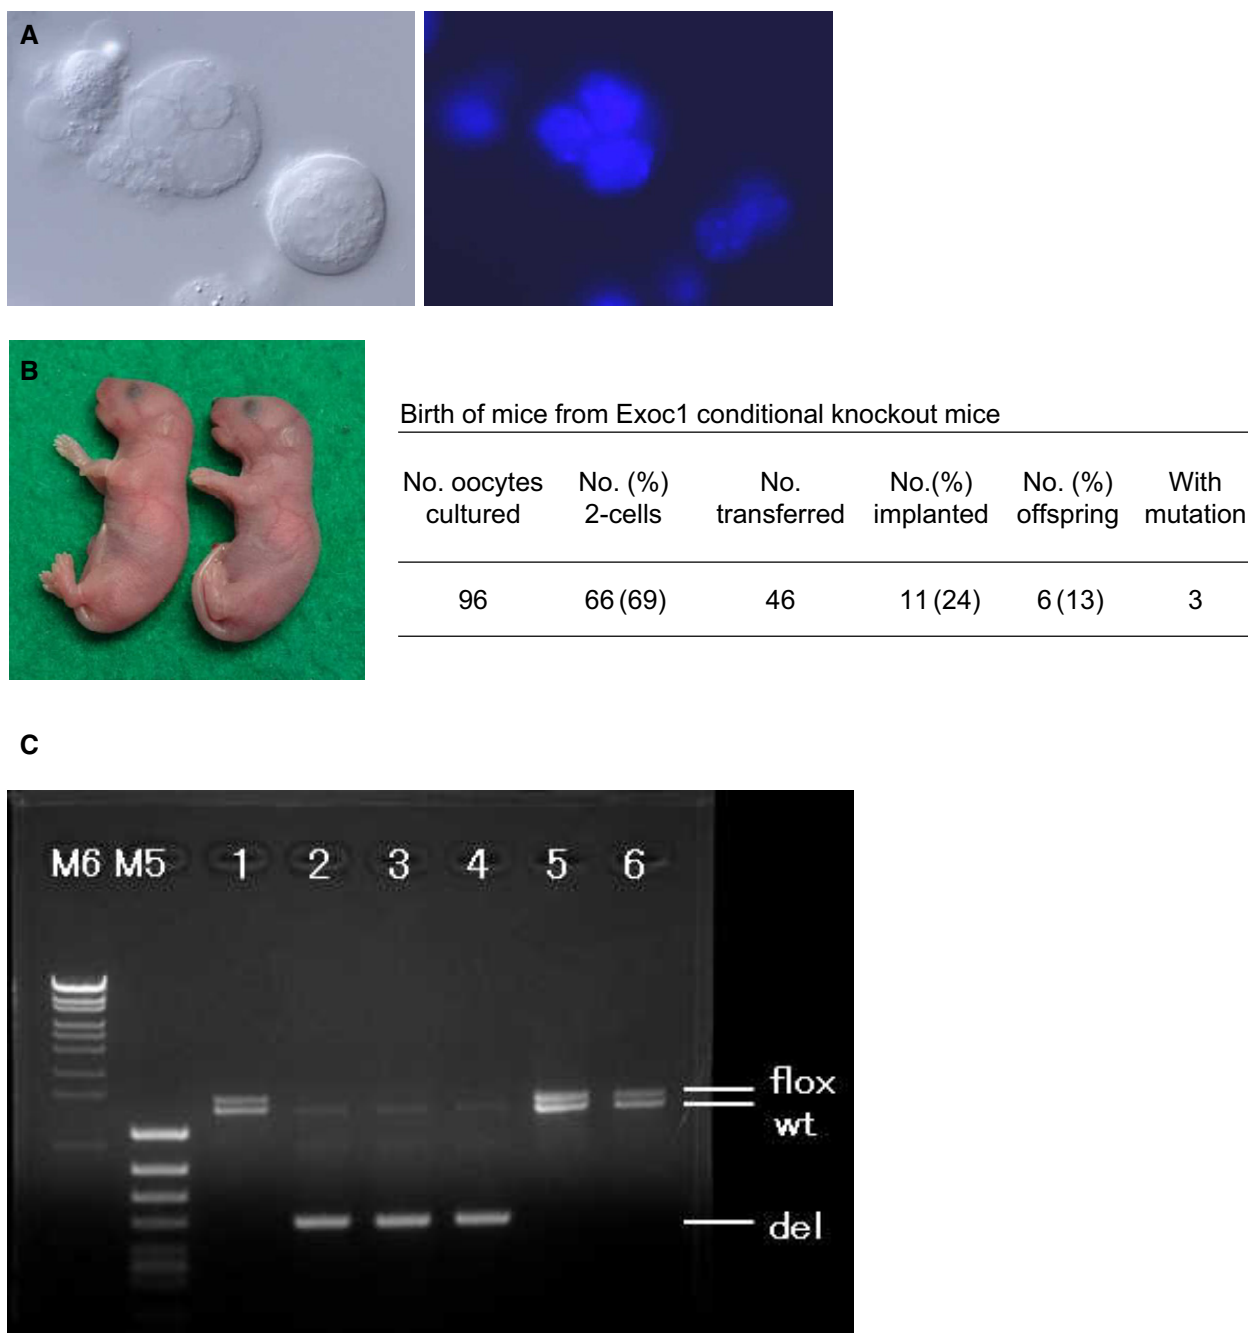 A
B
Birth of mice from Exoc1 conditional knockout mice
No. oocytes cultured No. (%) 2-cells No. transferred No.(%) implanted No. (%) offspring With mutation
96 66 (69) 46 11 (24) 6 (13) 3
C
M6 M5 1 2 3 4 5 6
flox
wt
del